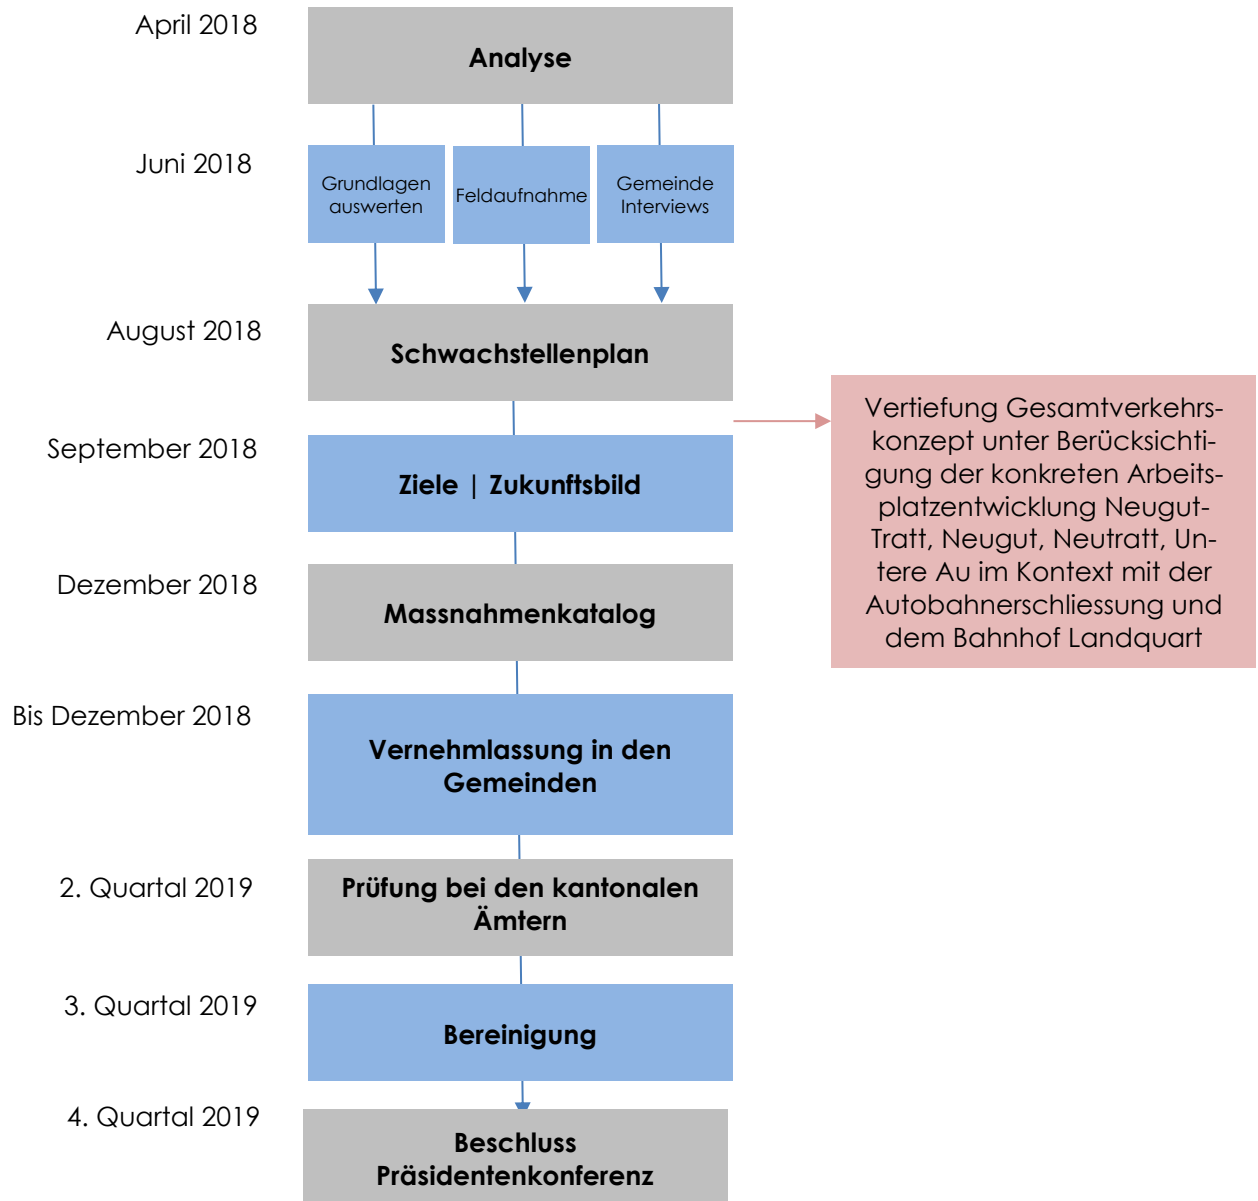 April 2018
Analyse
Juni 2018
Grundlagen
auswerten
Feldaufnahme
Gemeinde
Interviews
August 2018
Schwachstellenplan
September 2018
Ziele | Zukunftsbild
Vertiefung Gesamtverkehrs-
konzept unter Berücksichti-
gung der konkreten Arbeits-
platzentwicklung Neugut-
Tratt, Neugut, Neutratt, Un-
tere Au im Kontext mit der
Autobahnerschliessung und
dem Bahnhof Landquart
Dezember 2018
Massnahmenkatalog
Bis Dezember 2018
Vernehmlassung in den
Gemeinden
2. Quartal 2019
Prüfung bei den kantonalen
Ämtern
3. Quartal 2019
Bereinigung
4. Quartal 2019
Beschluss
Präsidentenkonferenz